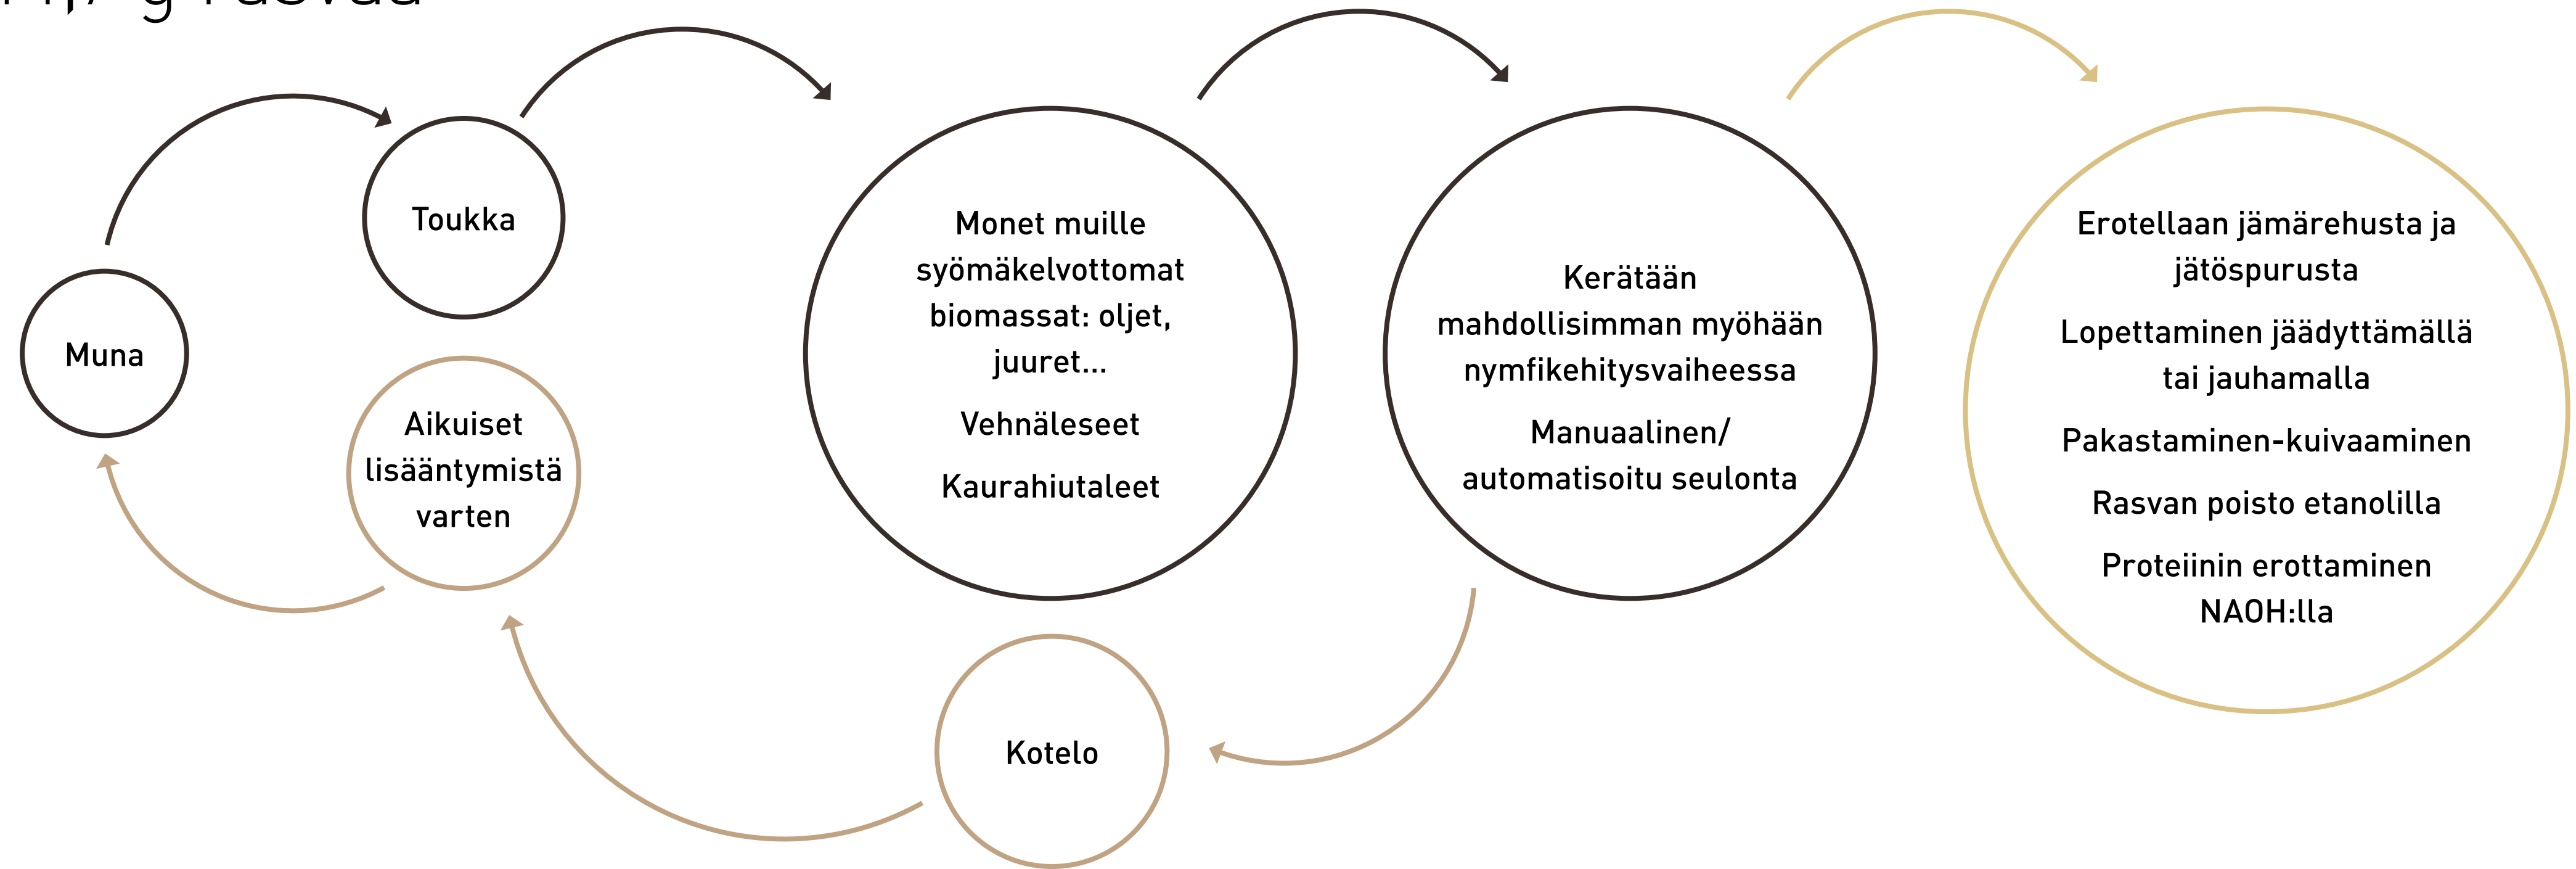 g rasvaa
Muna
Toukka
Aikuiset
lisääntymistä
varten
Monet muille
syömäkelvottomat
biomassat: oljet,
juuret...
Vehnäleseet
Kaurahiutaleet
Kotelo
Kerätään
mahdollisimman myöhään
nymfikehitysvaiheessa
Manuaalinen/
automatisoitu seulonta
Erotellaan jämärehusta ja
jätöspurusta
Lopettaminen jäädyttämällä
tai jauhamalla
Pakastaminen-kuivaaminen
Rasvan poisto etanolilla
Proteiinin erottaminen
NAOH:lla